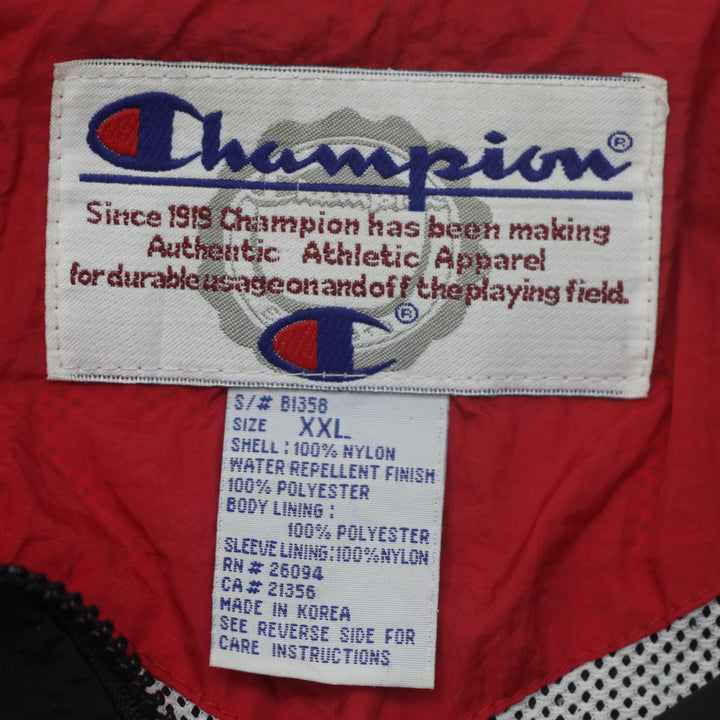 Champion®
Since 1919 Champion has been making
Authentic Athletic Apparel
for durable usage on and off the playing field.
®
S/# B1358
SIZE XXL
SHELL : 100% NYLON
WATER REPELLENT FINISH
100% POLYESTER
BODY LINING :
100% POLYESTER
SLEEVE LINING : 100% NYLON
RN# 26094
CA# 21356
MADE IN KOREA
SEE REVERSE SIDE FOR
CARE INSTRUCTIONS